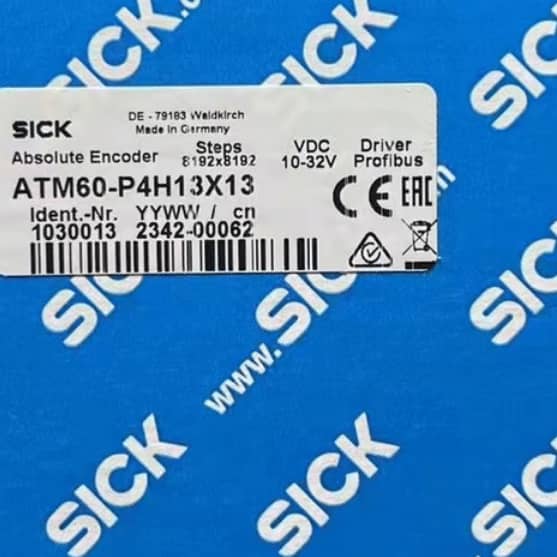 SICK
SICK
SICK
SICK
DE - 79183 Waldkirch
Made in Germany
Absolute Encoder
Steps
8192x8192
VDC
10-32V
Driver
Profibus
ATM60-P4H13X13
Ident.-Nr. YYWW / cn
1030013 2342-00062
CE EAC
SICK
SICK
www.
SICK
SICK
SICK